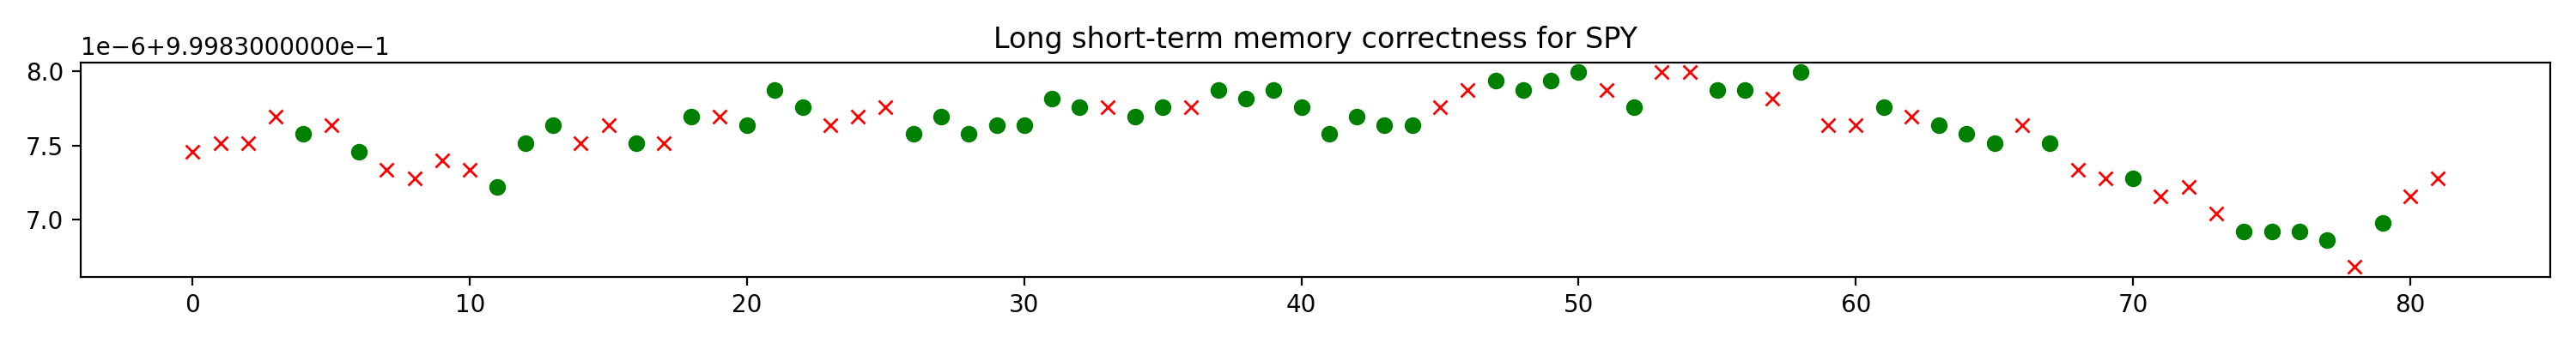 Long short-term memory correctness for SPY
1e−6+9.9983000000e−1
8.0
7.5
7.0
0 10 20 30 40 50 60 70 80